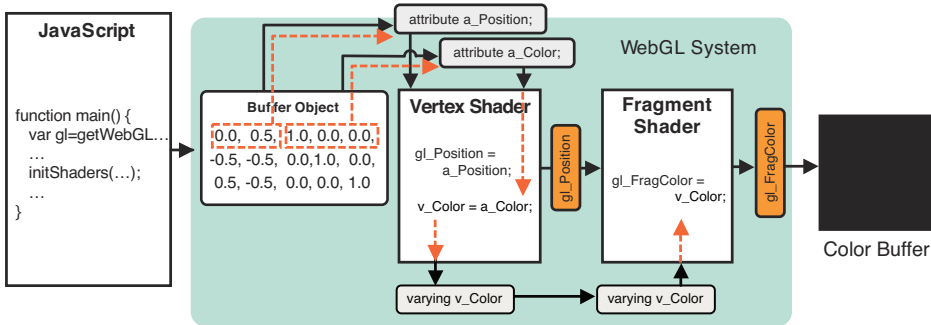 JavaScript
function main() {
var gl=getWebGL…
…
initShaders(…);
…
}
attribute a_Position;
attribute a_Color;
WebGL System
Buffer Object
0.0, 0.5, 1.0, 0.0, 0.0,
-0.5, -0.5, 0.0,1.0, 0.0,
0.5, -0.5, 0.0, 0.0, 1.0
Vertex Shader
gl_Position =
a_Position;
v_Color = a_Color;
gl_Position
Fragment
Shader
gl_FragColor =
v_Color;
gl_FragColor
varying v_Color
varying v_Color
Color Buffer